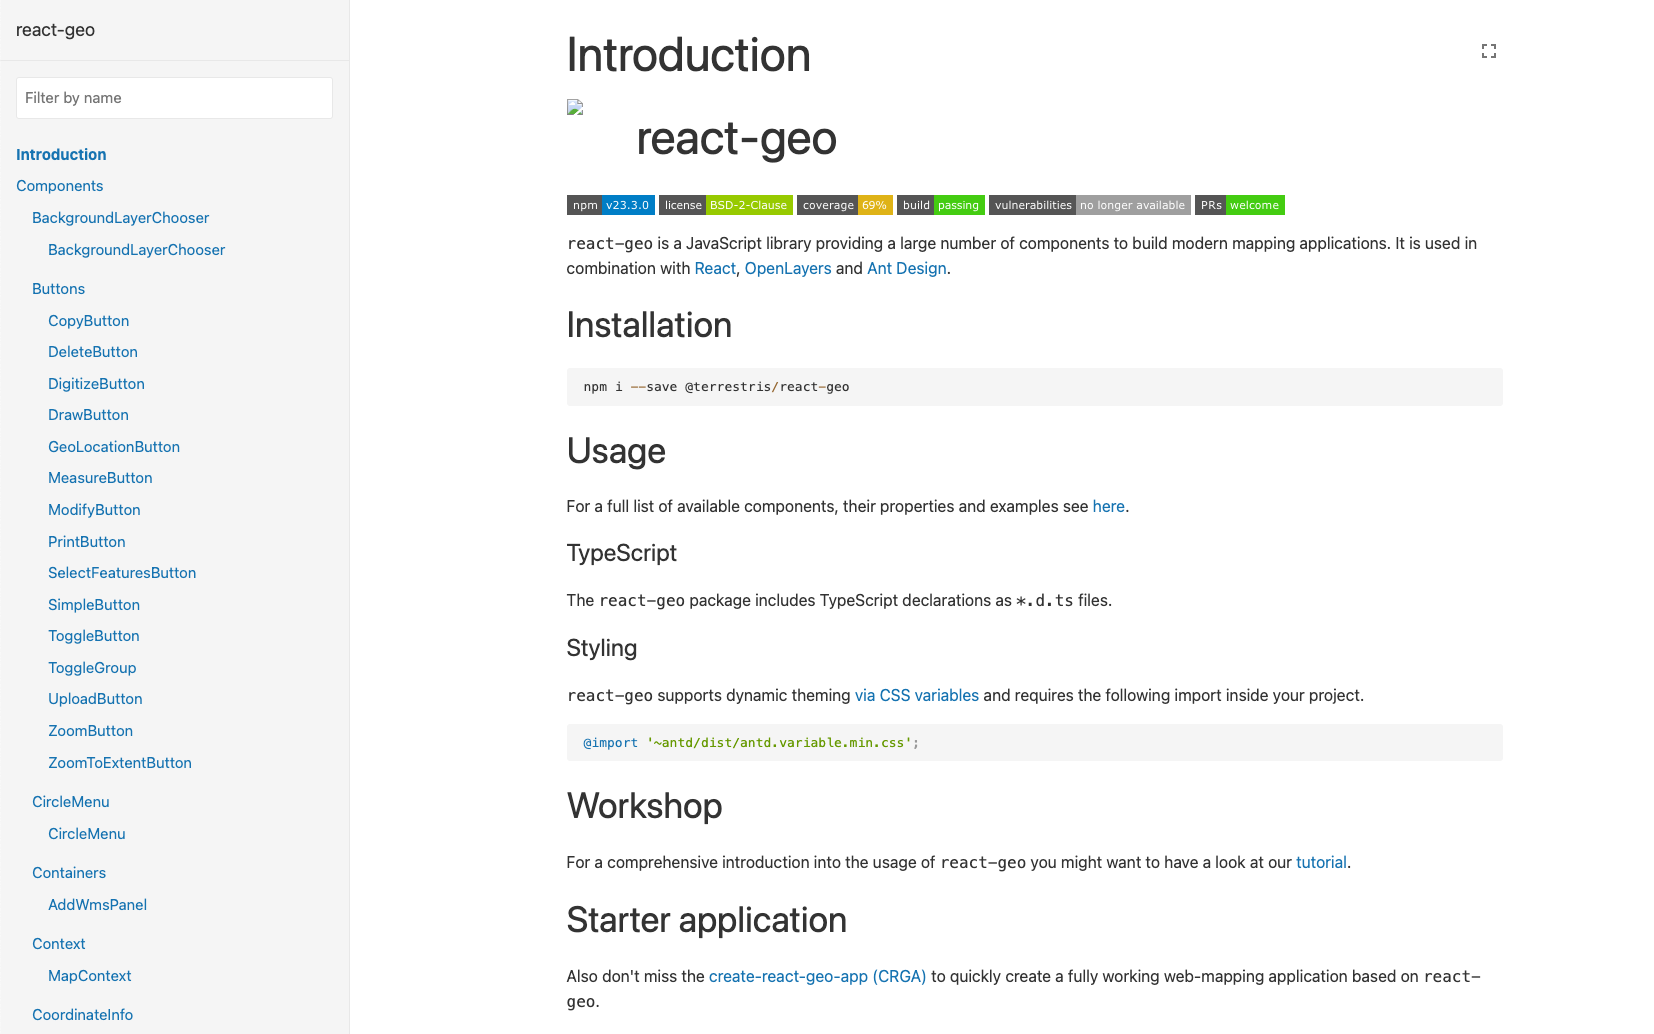 react-geo
Filter by name
Introduction
Components
BackgroundLayerChooser
BackgroundLayerChooser
Buttons
CopyButton
DeleteButton
DigitizeButton
DrawButton
GeoLocationButton
MeasureButton
ModifyButton
PrintButton
SelectFeaturesButton
SimpleButton
ToggleButton
ToggleGroup
UploadButton
ZoomButton
ZoomToExtentButton
CircleMenu
CircleMenu
Containers
AddWmsPanel
Context
MapContext
CoordinateInfo
Introduction
react-geo
npm v23.3.0 license BSD-2-Clause coverage 69% build passing vulnerabilities no longer available PRs welcome
react-geo is a JavaScript library providing a large number of components to build modern mapping applications. It is used in
combination with React, OpenLayers and Ant Design.
Installation
npm i --save @terrestris/react-geo
Usage
For a full list of available components, their properties and examples see here.
TypeScript
The react-geo package includes TypeScript declarations as *.d.ts files.
Styling
react-geo supports dynamic theming via CSS variables and requires the following import inside your project.
@import '~antd/dist/antd.variable.min.css';
Workshop
For a comprehensive introduction into the usage of react-geo you might want to have a look at our tutorial.
Starter application
Also don't miss the create-react-geo-app (CRGA) to quickly create a fully working web-mapping application based on react-
geo.